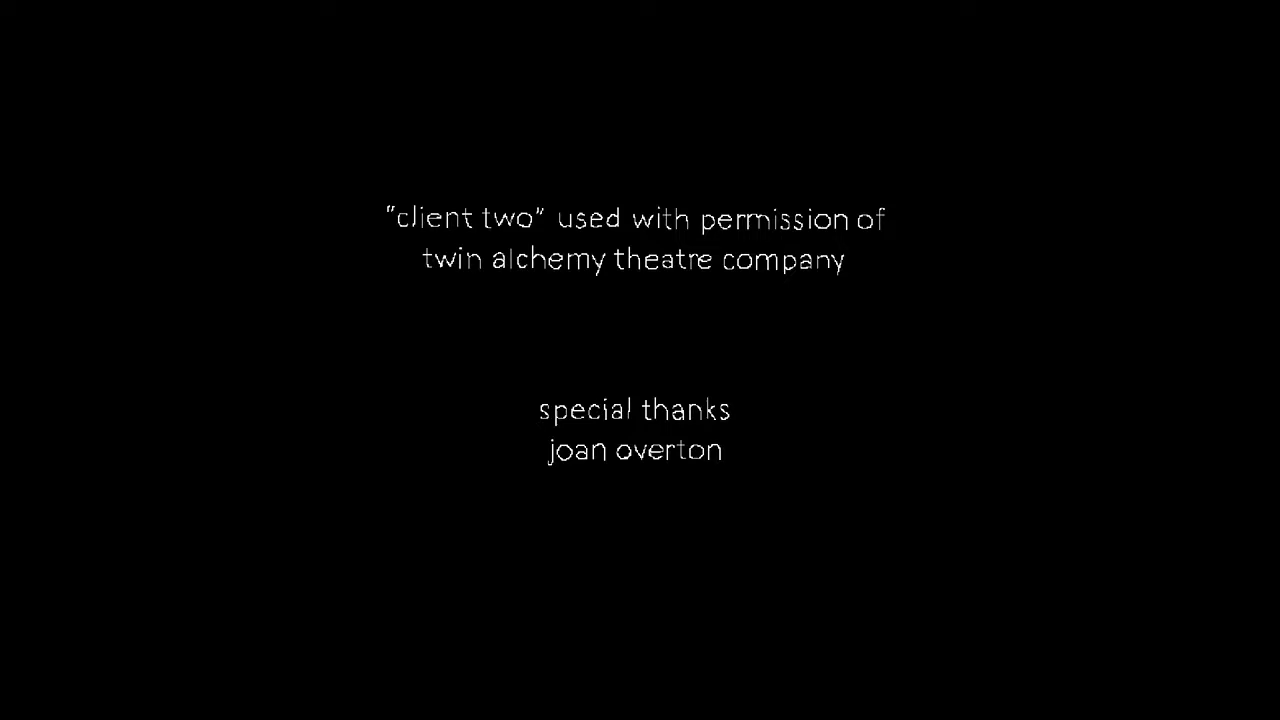 "client two" used with permission of
twin alchemy theatre company
special thanks
joan overton